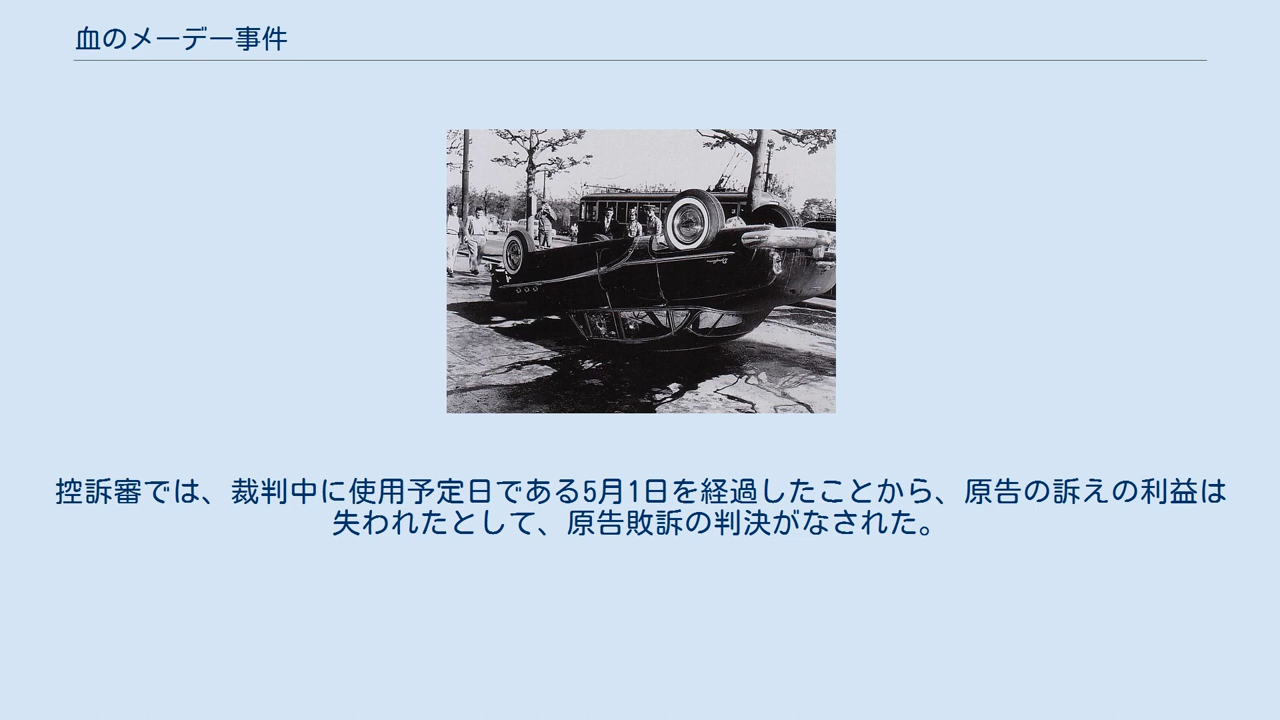 血のメーデー事件
控訴審では、裁判中に使用予定日である5月1日を経過したことから、原告の訴えの利益は
失われたとして、原告敗訴の判決がなされた。